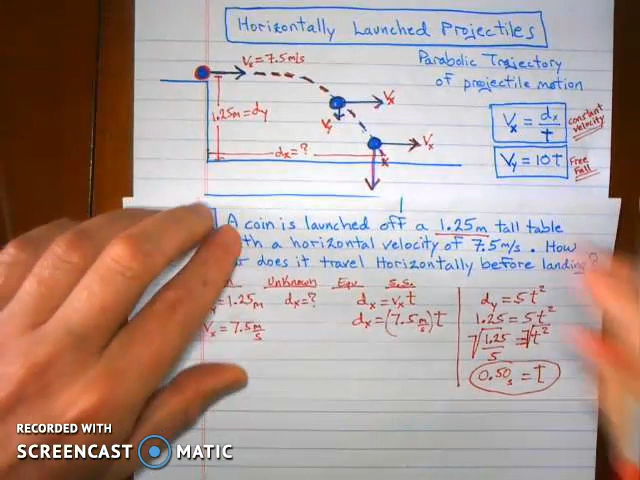 Horizontally Launched Projectiles
Vx = 7.5 m/s
Parabolic Trajectory
of projectile motion
1.25m = dy
Vx
Vy
Vx
dx = ?
Vx = dx/t
constant velocity
Vy = 10t
Free Fall
A coin is launched off a 1.25m tall table
with a horizontal velocity of 7.5 m/s. How
does it travel Horizontally before landing?
Unknown Equ S.S.
= 1.25m dx = ? dx = Vx t
Vx = 7.5 m/s dx = (7.5 m/s) t
dy = 5t²
1.25 = 5t²
√1.25/5 = √t²
0.50 s = t
RECORDED WITH
SCREENCAST MATIC